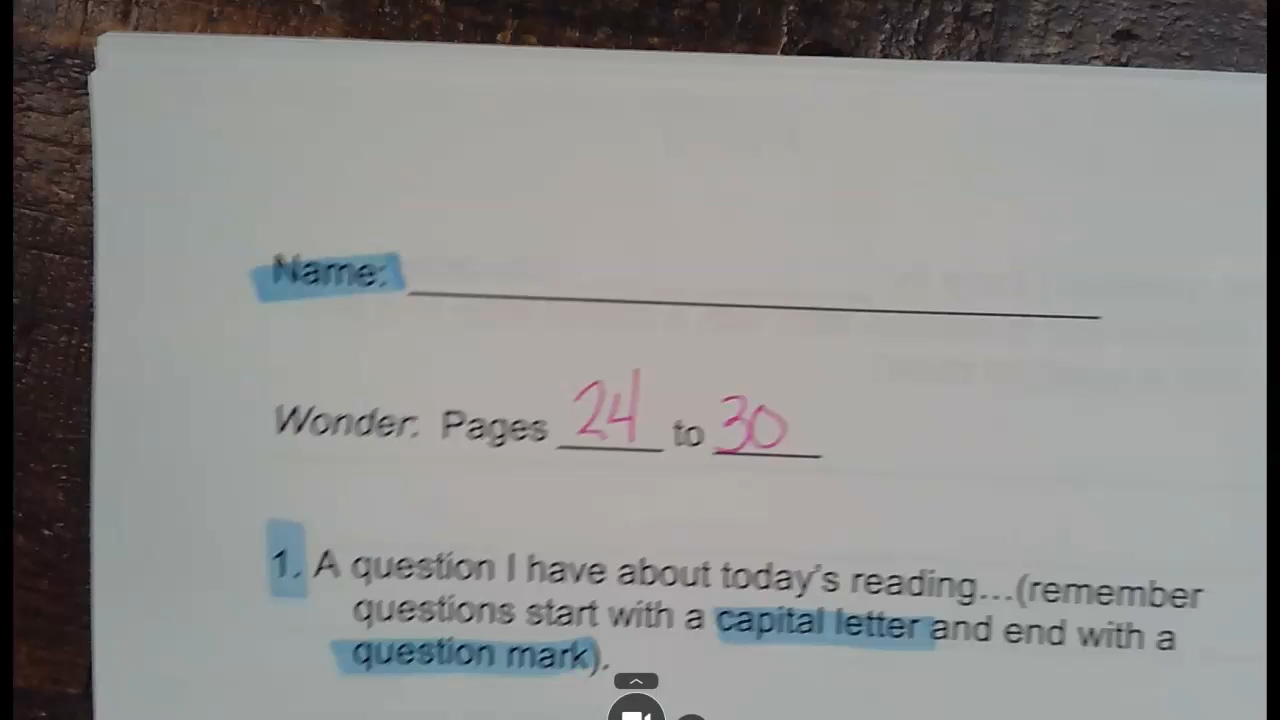 Name:
Wonder. Pages 24 to 30
1. A question I have about today's reading...(remember
questions start with a capital letter and end with a
question mark).